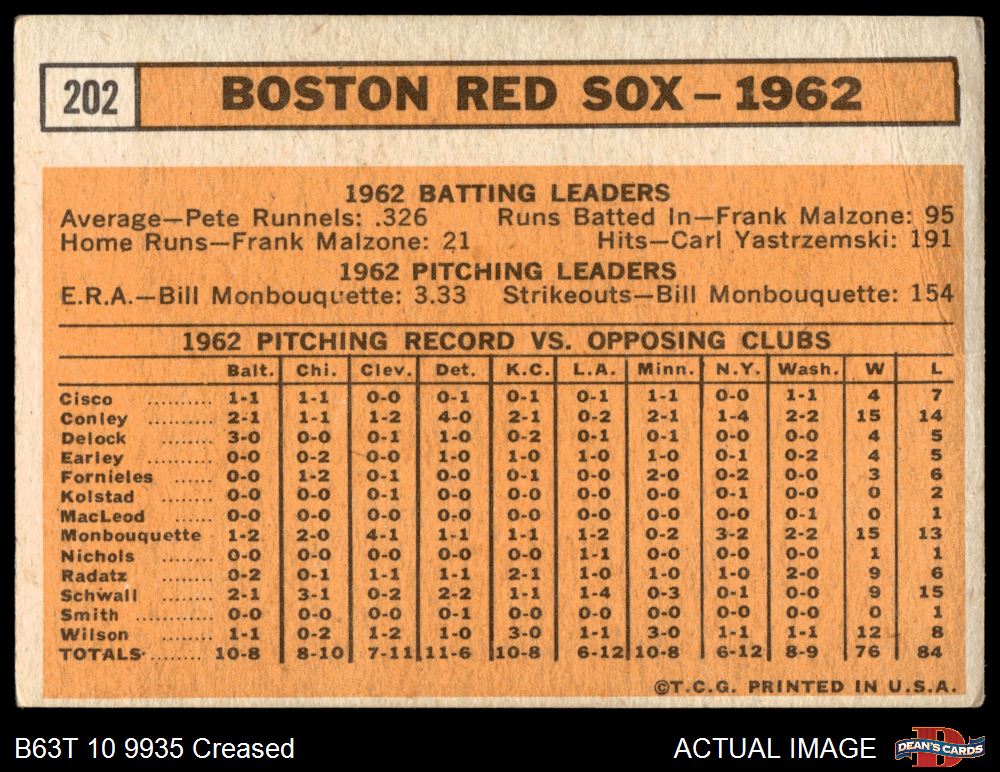 202 BOSTON RED SOX – 1962
1962 BATTING LEADERS
Average—Pete Runnels: .326 Runs Batted In—Frank Malzone: 95
Home Runs—Frank Malzone: 21 Hits—Carl Yastrzemski: 191
1962 PITCHING LEADERS
E.R.A.—Bill Monbouquette: 3.33 Strikeouts—Bill Monbouquette: 154
1962 PITCHING RECORD VS. OPPOSING CLUBS
Balt. Chi. Clev. Det. K.C. L.A. Minn. N.Y. Wash. W L
Cisco .......... 1-1 1-1 0-0 0-1 0-1 0-1 1-1 0-0 1-1 4 7
Conley .......... 2-1 1-1 1-2 4-0 2-1 0-2 2-1 1-4 2-2 15 14
Delock ........ 3-0 0-0 0-1 1-0 0-2 0-1 0-1 0-0 0-0 4 5
Earley .......... 0-0 0-2 0-0 1-0 1-0 1-0 1-0 0-1 0-2 4 5
Fornieles ...... 0-0 1-2 0-1 0-0 0-1 0-0 2-0 0-2 0-0 3 6
Kolstad ........ 0-0 0-0 0-1 0-0 0-0 0-0 0-0 0-1 0-0 0 2
MacLeod ...... 0-0 0-0 0-0 0-0 0-0 0-0 0-0 0-0 0-1 0 1
Monbouquette 1-2 2-0 4-1 1-1 1-1 1-2 0-2 3-2 2-2 15 13
Nichols ........ 0-0 0-0 0-0 0-0 0-0 1-1 0-0 0-0 0-0 1 1
Radatz ........ 0-2 0-1 1-1 1-1 2-1 1-0 1-0 1-0 2-0 9 6
Schwall ........ 2-1 3-1 0-2 2-2 1-1 1-4 0-3 0-1 0-0 9 15
Smith ............ 0-0 0-0 0-0 0-1 0-0 0-0 0-0 0-0 0-0 0 1
Wilson ........ 1-1 0-2 1-2 1-0 3-0 1-1 3-0 1-1 1-1 12 8
TOTALS ........ 10-8 8-10 7-11 11-6 10-8 6-12 10-8 6-12 8-9 76 84
©T.C.G. PRINTED IN U.S.A.
B63T 10 9935 Creased ACTUAL IMAGE DEAN'S CARDS